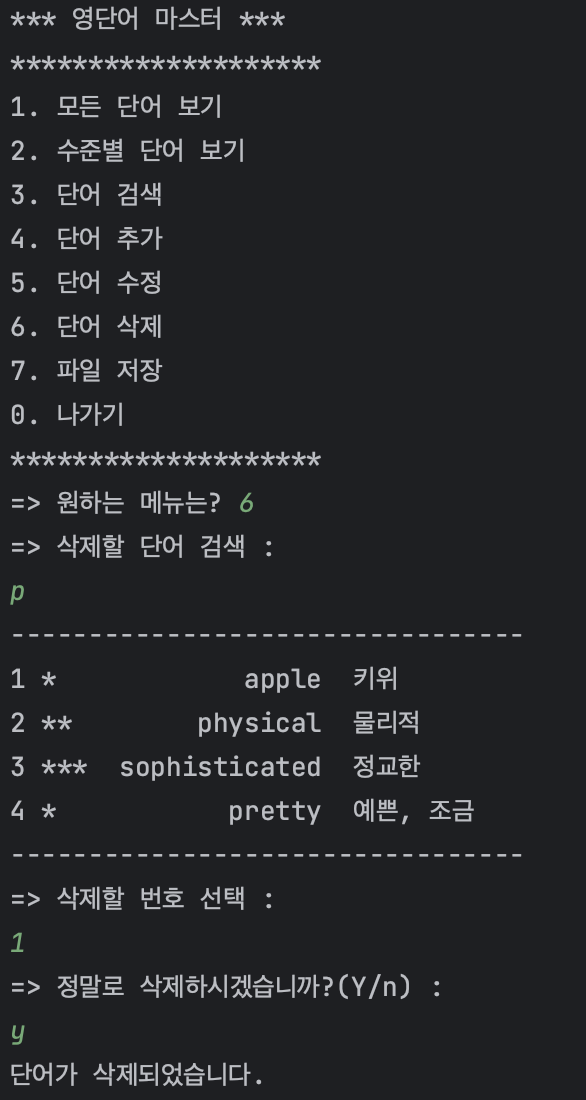 *** 영단어 마스터 ***
********************
1. 모든 단어 보기
2. 수준별 단어 보기
3. 단어 검색
4. 단어 추가
5. 단어 수정
6. 단어 삭제
7. 파일 저장
0. 나가기
********************
=> 원하는 메뉴는? 6
=> 삭제할 단어 검색 :
p
---------------------------------
1 *            apple  키위
2 **        physical  물리적
3 ***  sophisticated  정교한
4 *           pretty  예쁜, 조금
---------------------------------
=> 삭제할 번호 선택 :
1
=> 정말로 삭제하시겠습니까?(Y/n) :
y
단어가 삭제되었습니다.